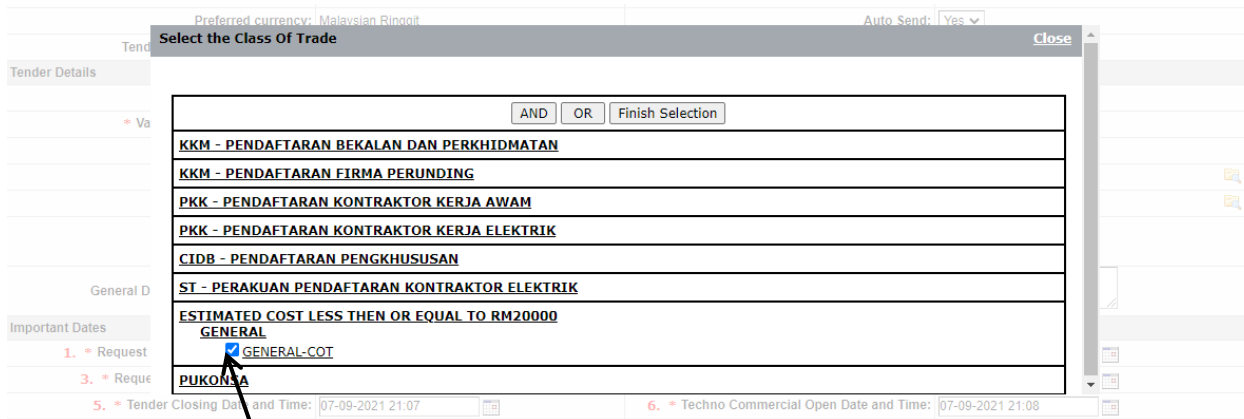 Preferred currency: Malaysian Ringgit Auto Send: Yes
Tend Select the Class Of Trade Close
Tender Details
AND OR Finish Selection
* Va
KKM - PENDAFTARAN BEKALAN DAN PERKHIDMATAN
KKM - PENDAFTARAN FIRMA PERUNDING
PKK - PENDAFTARAN KONTRAKTOR KERJA AWAM
PKK - PENDAFTARAN KONTRAKTOR KERJA ELEKTRIK
CIDB - PENDAFTARAN PENGKHUSUSAN
General D ST - PERAKUAN PENDAFTARAN KONTRAKTOR ELEKTRIK
ESTIMATED COST LESS THEN OR EQUAL TO RM20000
Important Dates GENERAL
1. * Request GENERAL-COT
3. * Reque PUKONSA
5. * Tender Closing Date and Time: 07-09-2021 21:07 6. * Techno Commercial Open Date and Time: 07-09-2021 21:08